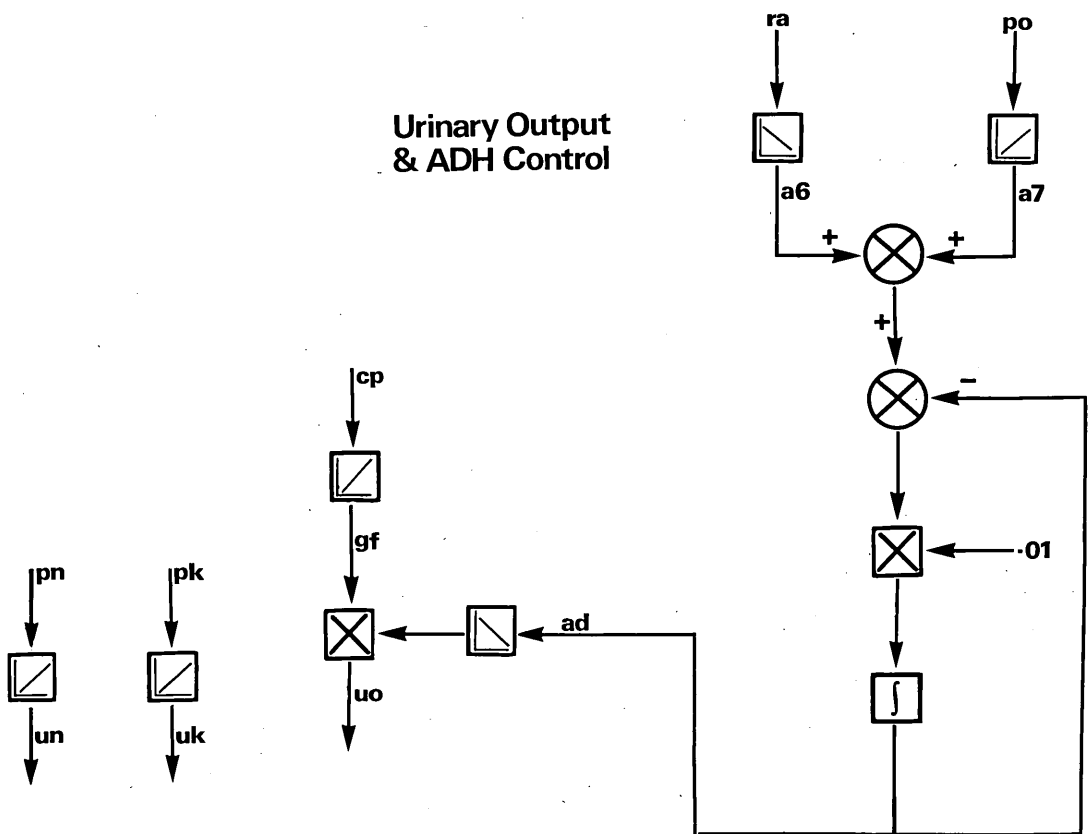 ra
po
Urinary Output
& ADH Control
a6
a7
+
+
+
cp
−
gf
·01
pn
pk
ad
∫
uo
un
uk